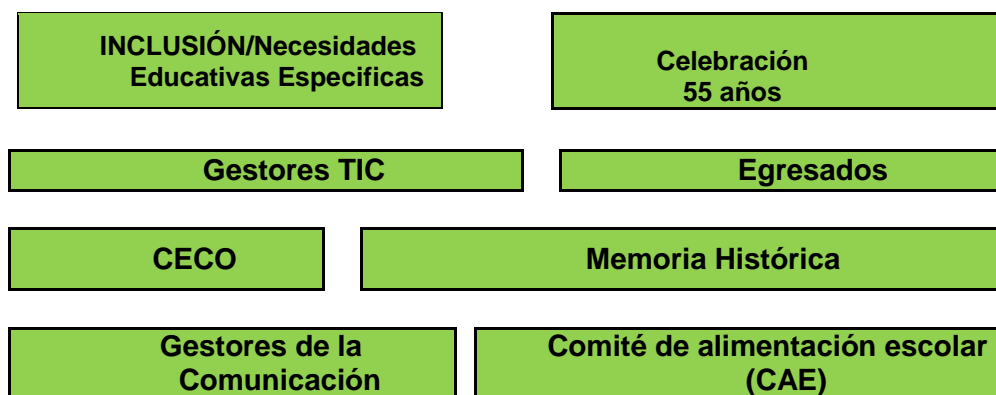 INCLUSIÓN/Necesidades
Educativas Especificas
Celebración
55 años
Gestores TIC
Egresados
CECO
Memoria Histórica
Gestores de la
Comunicación
Comité de alimentación escolar
(CAE)